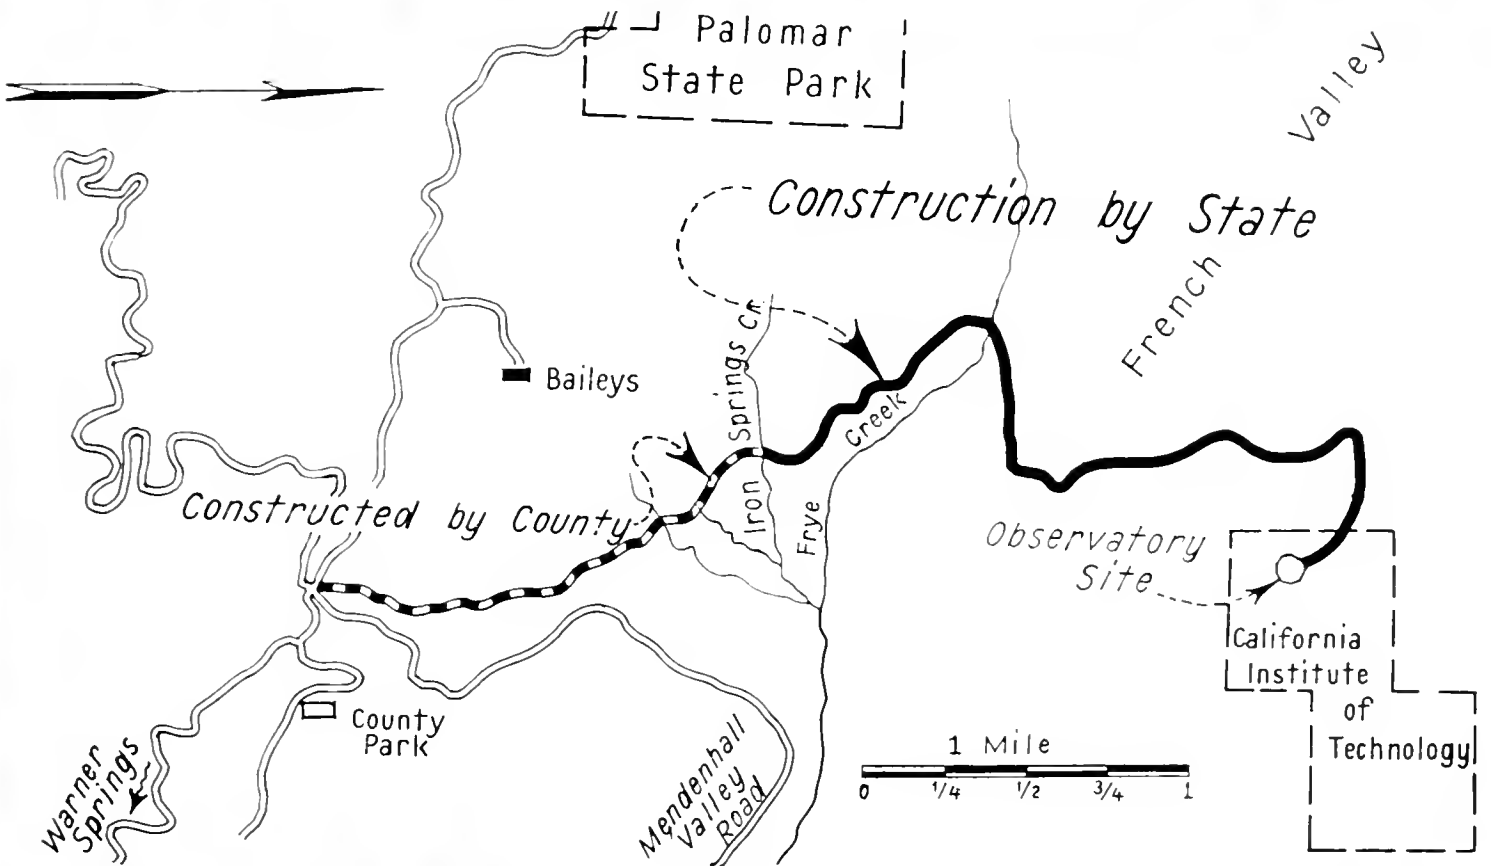 Palomar
State Park
French Valley
Construction by State
Springs Cr.
Iron
Baileys
Creek
Frye
Constructed by County
Observatory
Site
California
Institute
of
Technology
County
Park
Warner
Springs
Mendenhall
Valley
Road
1 Mile
0 1/4 1/2 3/4 1